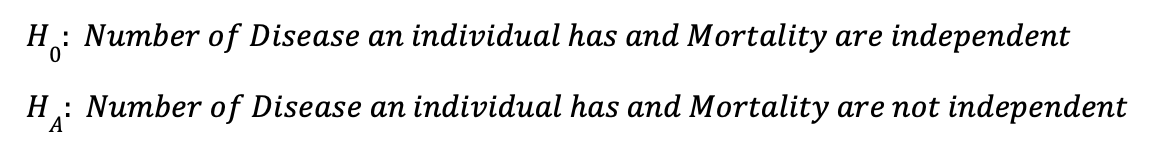 H₀: Number of Disease an individual has and Mortality are independent
H_A: Number of Disease an individual has and Mortality are not independent